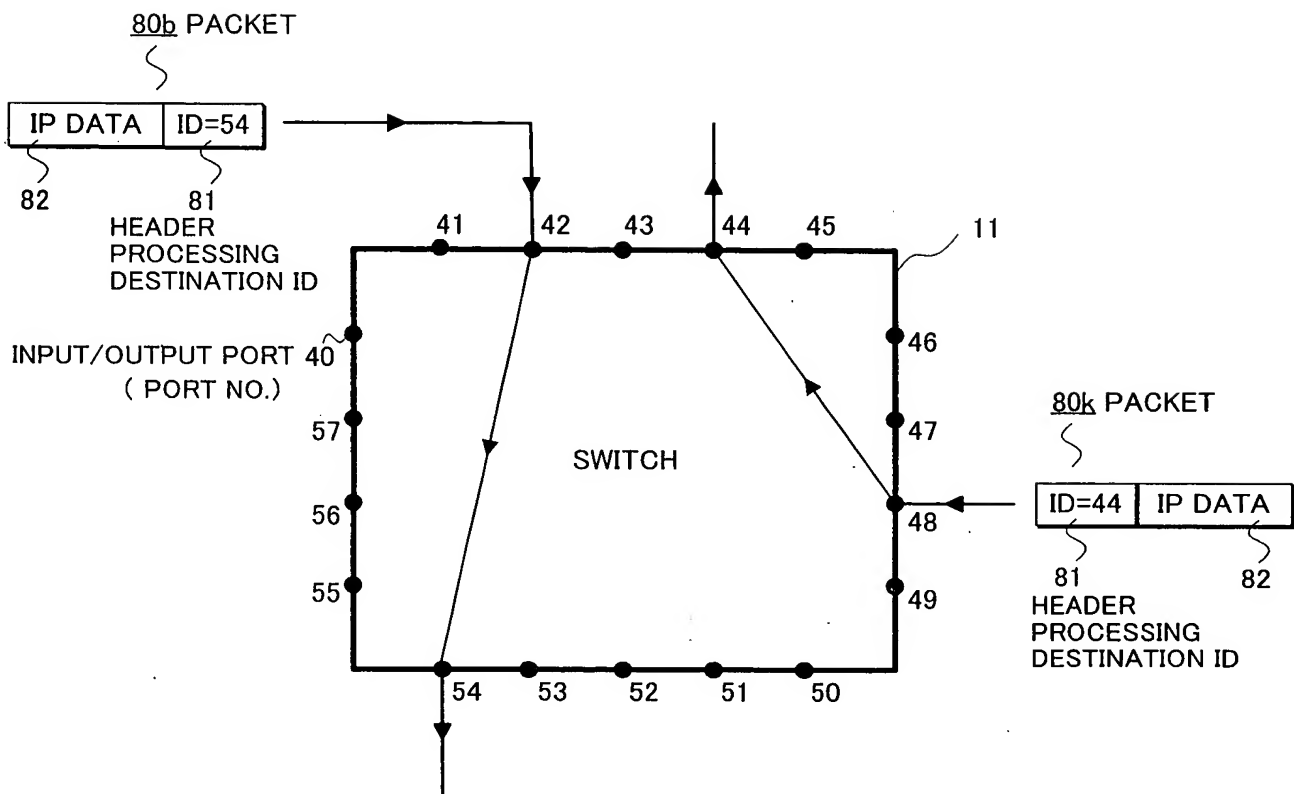 80b PACKET
IP DATA ID=54
82 81
HEADER
PROCESSING
DESTINATION ID
41 42 43 44 45
11
INPUT/OUTPUT PORT 40
( PORT NO.)
46
57
47
80k PACKET
SWITCH
56
48
ID=44 IP DATA
55
49
81 82
HEADER
PROCESSING
DESTINATION ID
54 53 52 51 50